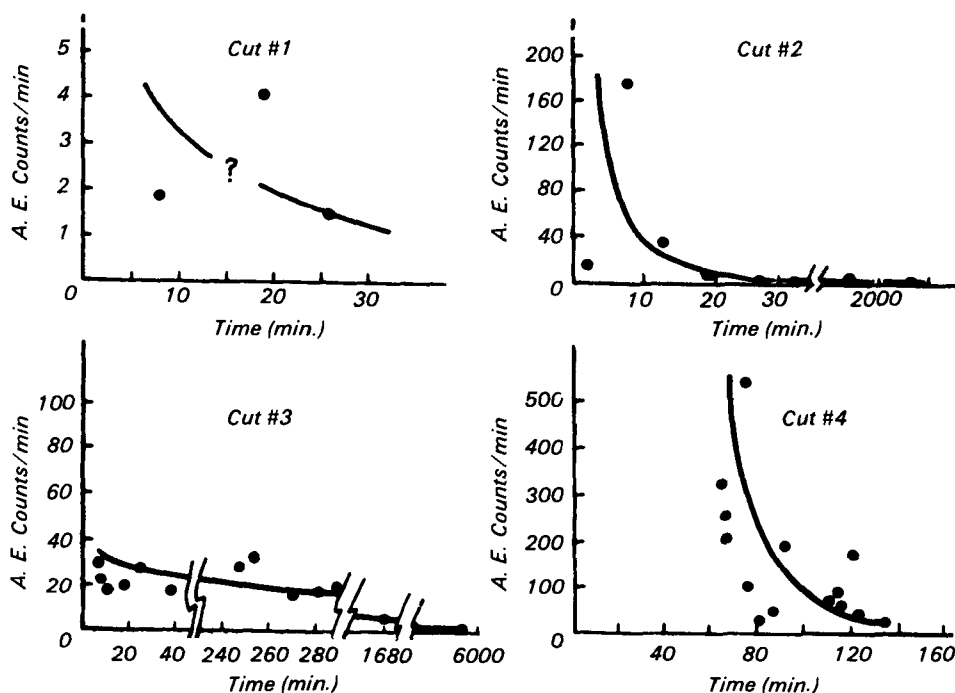 Cut #1
5
4
3
2
1
0
?
10 20 30
Time (min.)
A. E. Counts/min
Cut #2
200
160
120
80
40
0
10 20 30 2000
Time (min.)
A. E. Counts/min
Cut #3
100
80
60
40
20
0
20 40 240 260 280 1680 6000
Time (min.)
A. E. Counts/min
Cut #4
500
400
300
200
100
0
40 80 120 160
Time (min.)
A. E. Counts/min